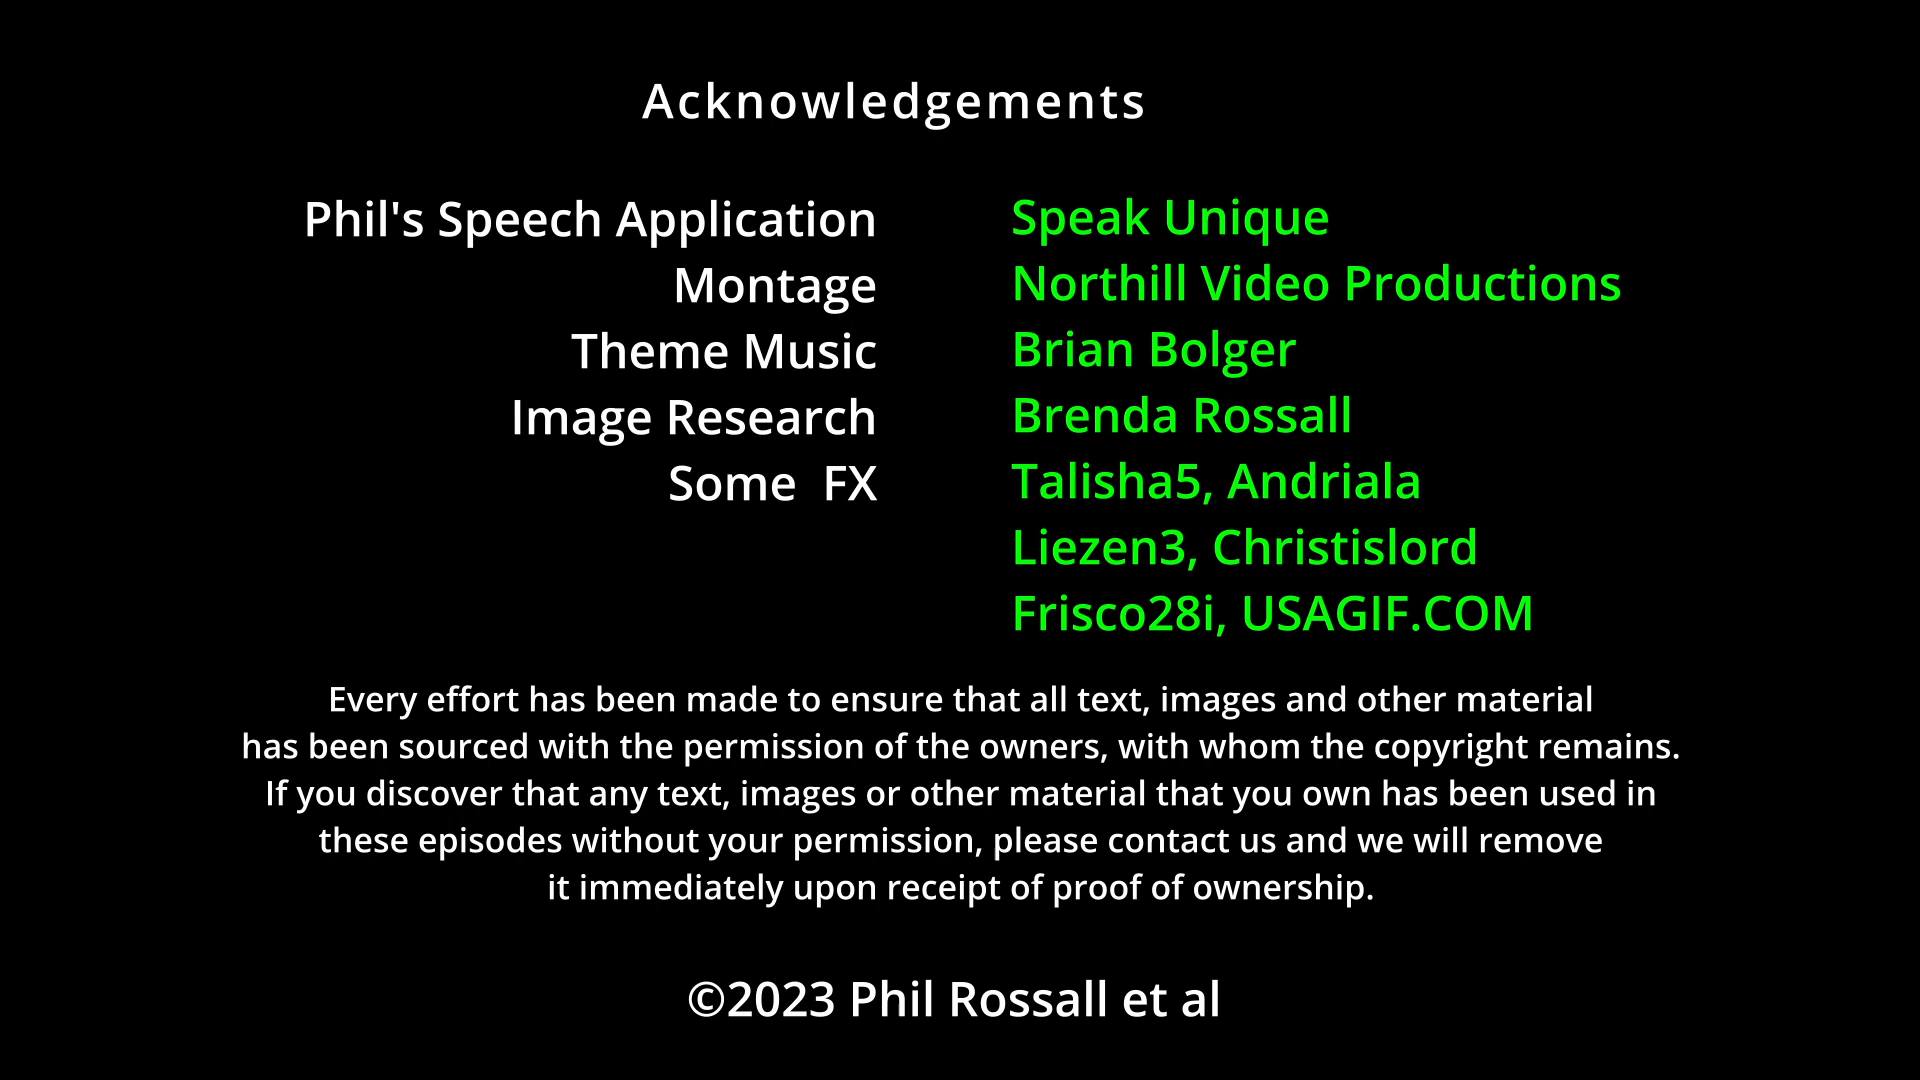 Acknowledgements
Phil's Speech Application Speak Unique
Montage Northill Video Productions
Theme Music Brian Bolger
Image Research Brenda Rossall
Some  FX Talisha5, Andriala
Liezen3, Christislord
Frisco28i, USAGIF.COM
Every effort has been made to ensure that all text, images and other material
has been sourced with the permission of the owners, with whom the copyright remains.
If you discover that any text, images or other material that you own has been used in
these episodes without your permission, please contact us and we will remove
it immediately upon receipt of proof of ownership.
©2023 Phil Rossall et al